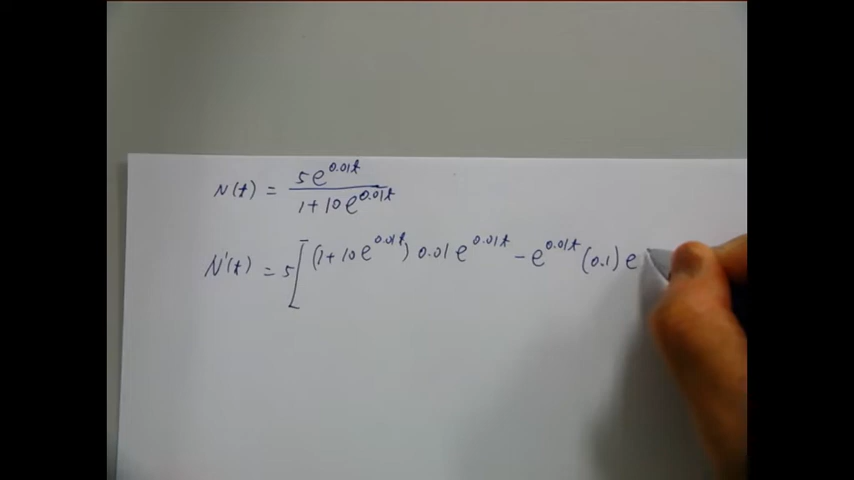 N(t) = 5e^0.01t / 1 + 10e^0.01t
N'(t) = 5[(1 + 10e^0.01t) 0.01e^0.01t - e^0.01t (0.1) e